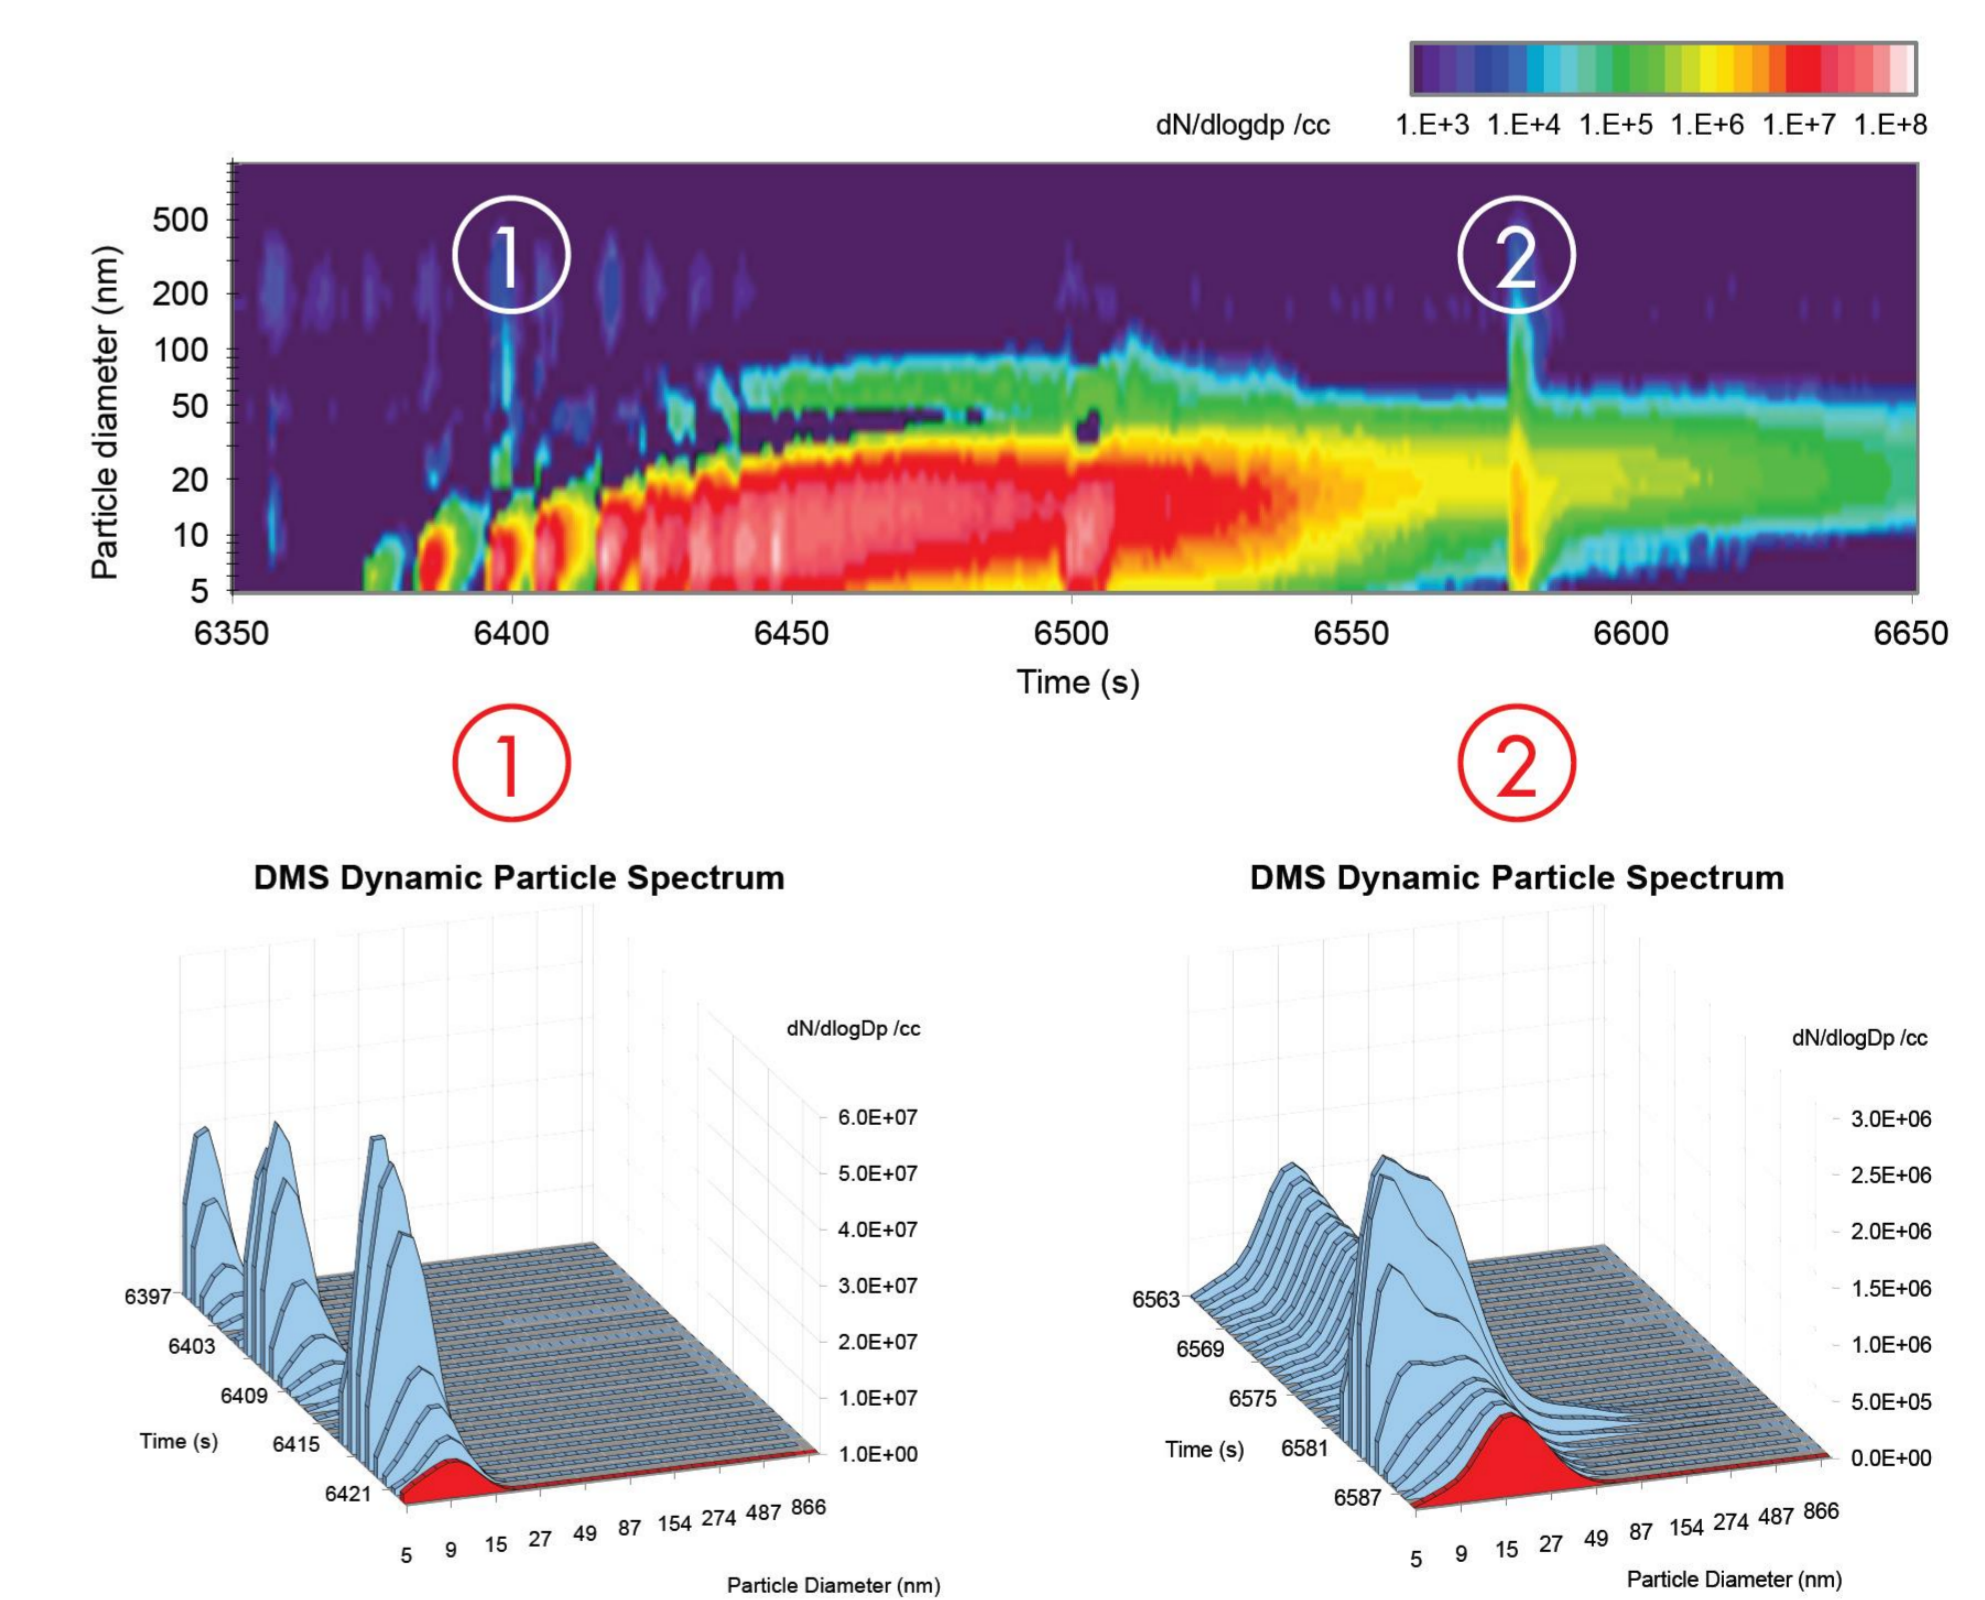 dN/dlogdp /cc
1.E+3 1.E+4 1.E+5 1.E+6 1.E+7 1.E+8
Particle diameter (nm)
500
200
100
50
20
10
5
1
2
6350 6400 6450 6500 6550 6600 6650
Time (s)
1
2
DMS Dynamic Particle Spectrum
dN/dlogDp /cc
6.0E+07
5.0E+07
4.0E+07
3.0E+07
2.0E+07
1.0E+07
1.0E+00
6397
6403
6409
6415
6421
Time (s)
5 9 15 27 49 87 154 274 487 866
Particle Diameter (nm)
DMS Dynamic Particle Spectrum
dN/dlogDp /cc
3.0E+06
2.5E+06
2.0E+06
1.5E+06
1.0E+06
5.0E+05
0.0E+00
6563
6569
6575
6581
6587
Time (s)
5 9 15 27 49 87 154 274 487 866
Particle Diameter (nm)